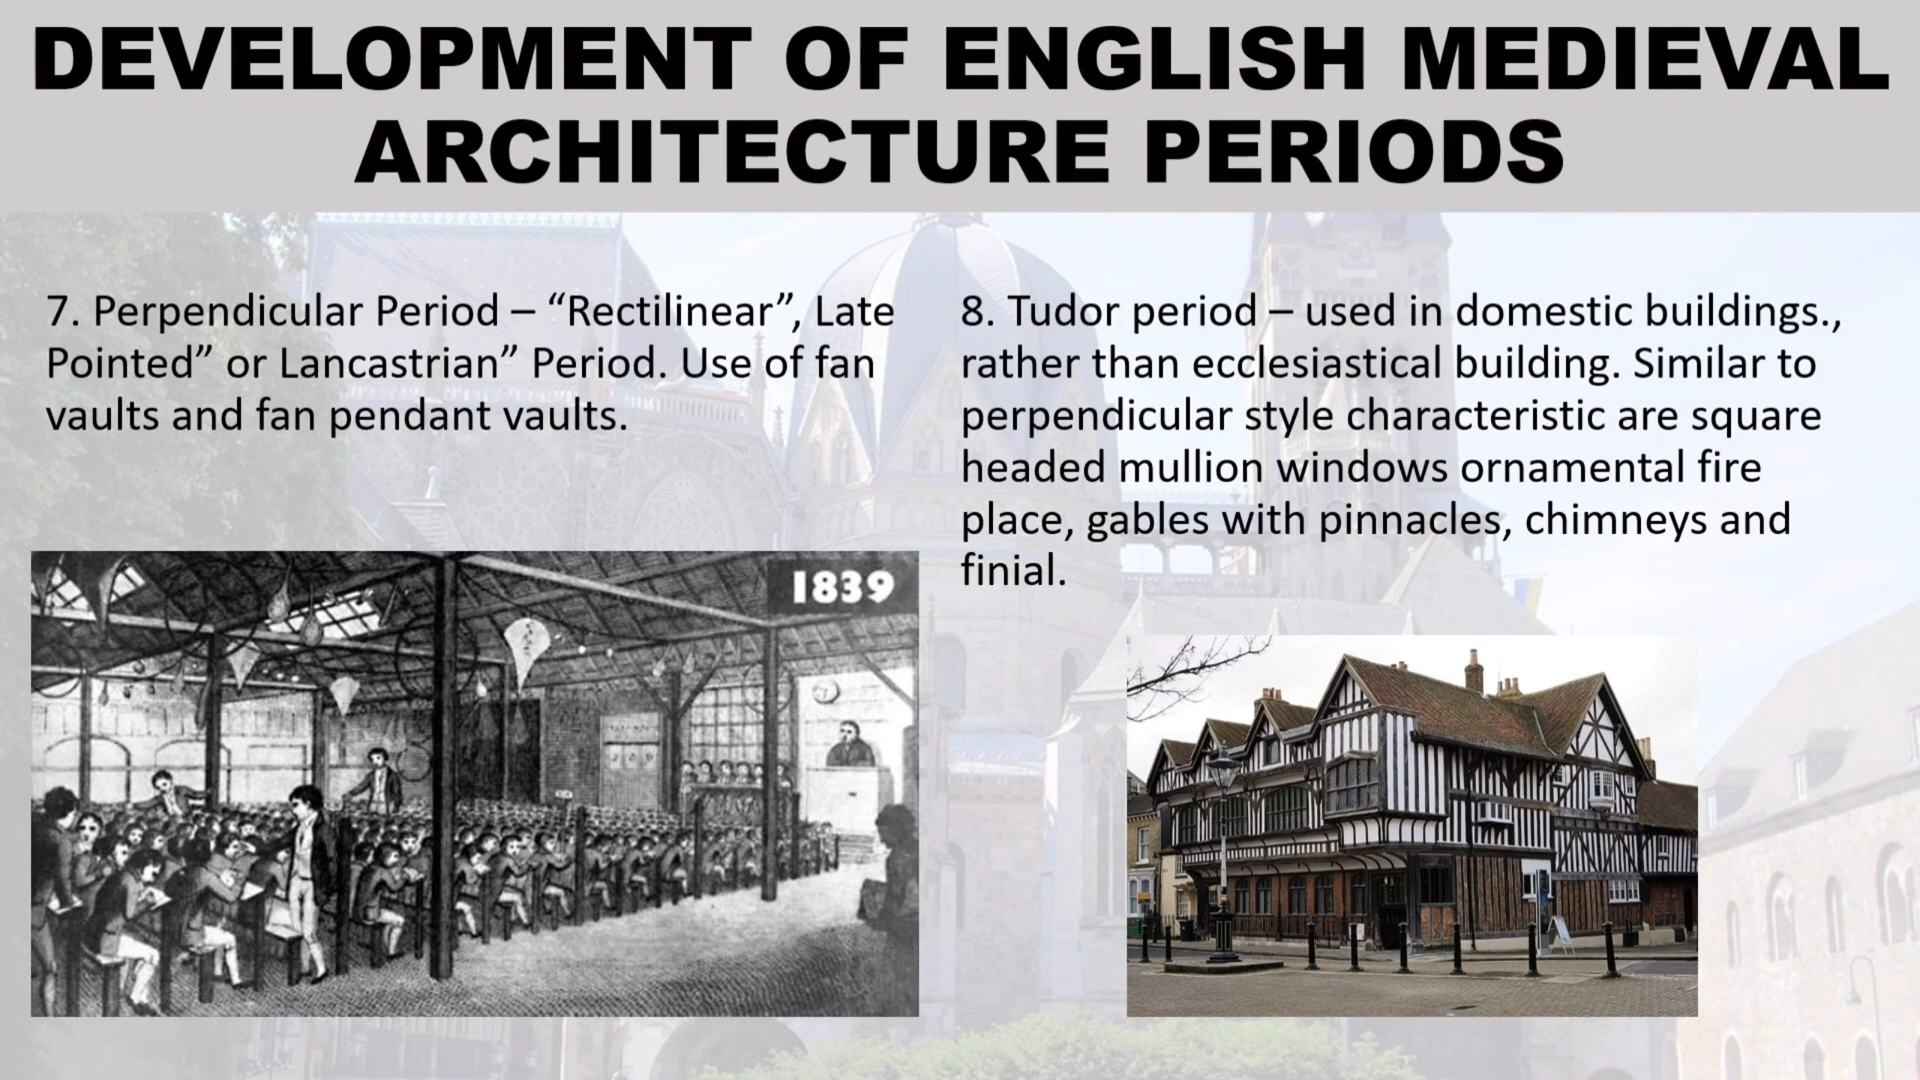 DEVELOPMENT OF ENGLISH MEDIEVAL
ARCHITECTURE PERIODS
7. Perpendicular Period – “Rectilinear”, Late
Pointed” or Lancastrian” Period. Use of fan
vaults and fan pendant vaults.
8. Tudor period – used in domestic buildings.,
rather than ecclesiastical building. Similar to
perpendicular style characteristic are square
headed mullion windows ornamental fire
place, gables with pinnacles, chimneys and
finial.
1839